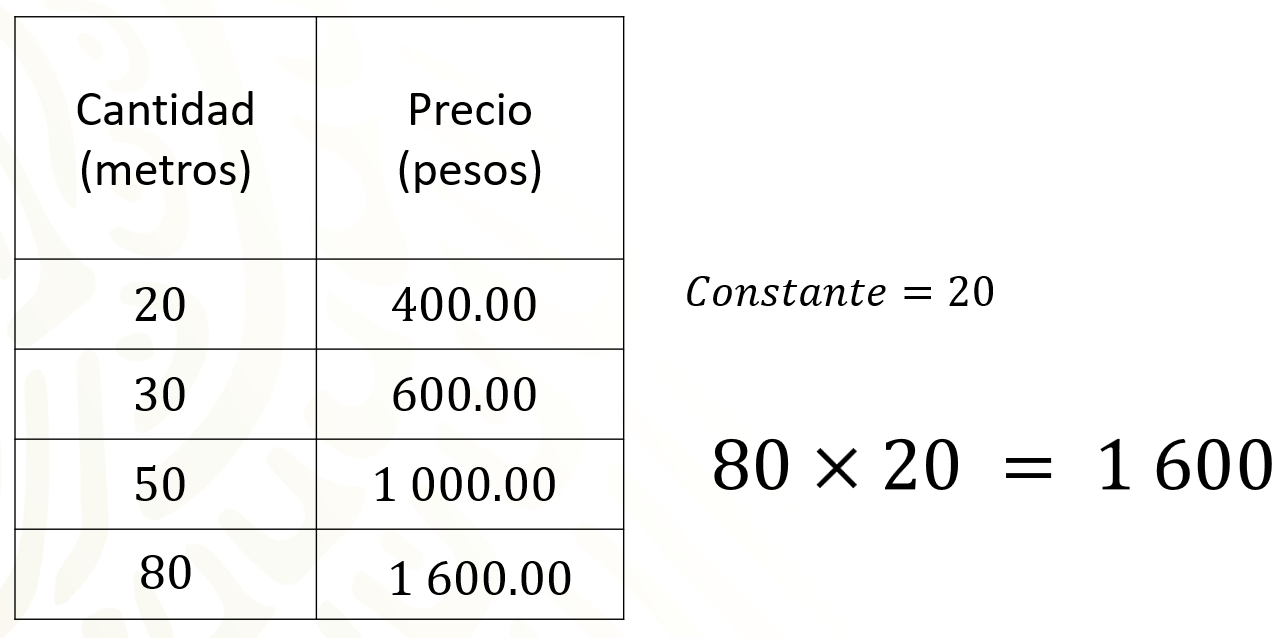 Cantidad
(metros)
Precio
(pesos)
20
400.00
Constante = 20
30
600.00
50
1 000.00
80 × 20 = 1 600
80
1 600.00